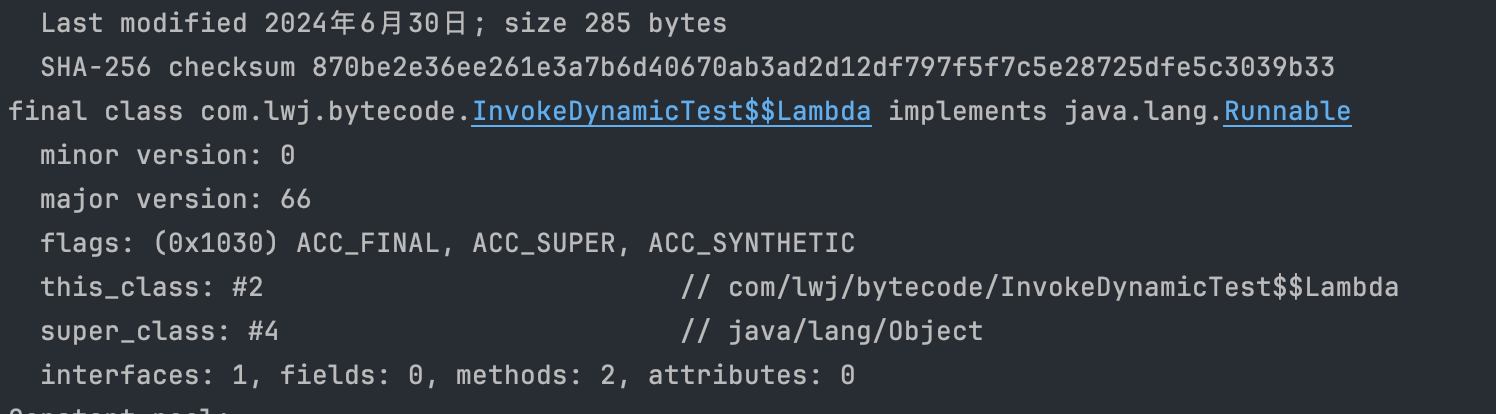 Last modified 2024年6月30日; size 285 bytes
SHA-256 checksum 870be2e36ee261e3a7b6d40670ab3ad2d12df797f5f7c5e28725dfe5c3039b33
final class com.lwj.bytecode.InvokeDynamicTest$$Lambda implements java.lang.Runnable
minor version: 0
major version: 66
flags: (0x1030) ACC_FINAL, ACC_SUPER, ACC_SYNTHETIC
this_class: #2 // com/lwj/bytecode/InvokeDynamicTest$$Lambda
super_class: #4 // java/lang/Object
interfaces: 1, fields: 0, methods: 2, attributes: 0